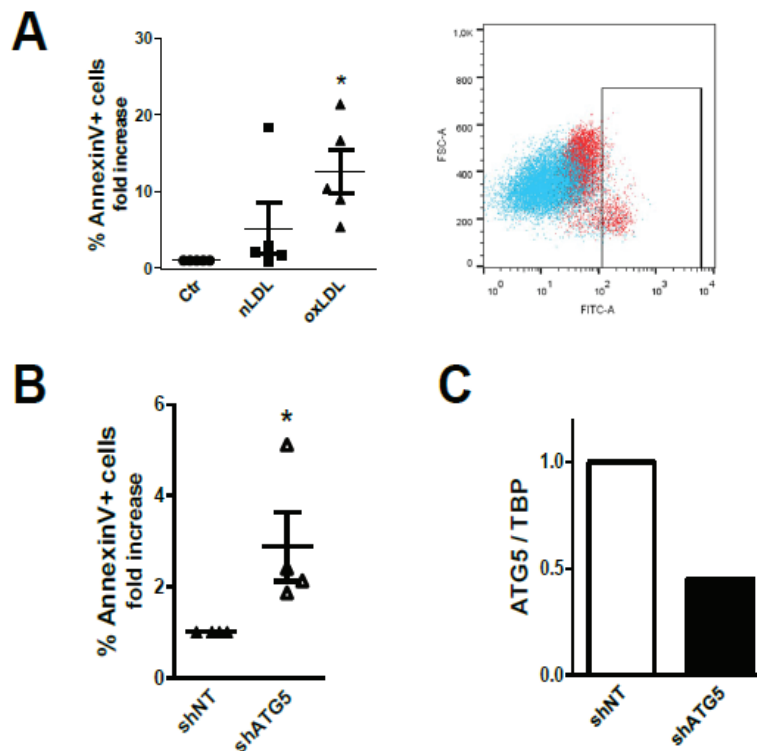 A
% AnnexinV+ cells
fold increase
30
20
10
0
*
Ctr
nLDL
oxLDL
1,0K
800
600
400
200
0
FSC-A
10^0
10^1
10^2
10^3
10^4
FITC-A
B
% AnnexinV+ cells
fold increase
6
4
2
0
*
shNT
shATG5
C
ATG5 / TBP
1.0
0.5
0.0
shNT
shATG5